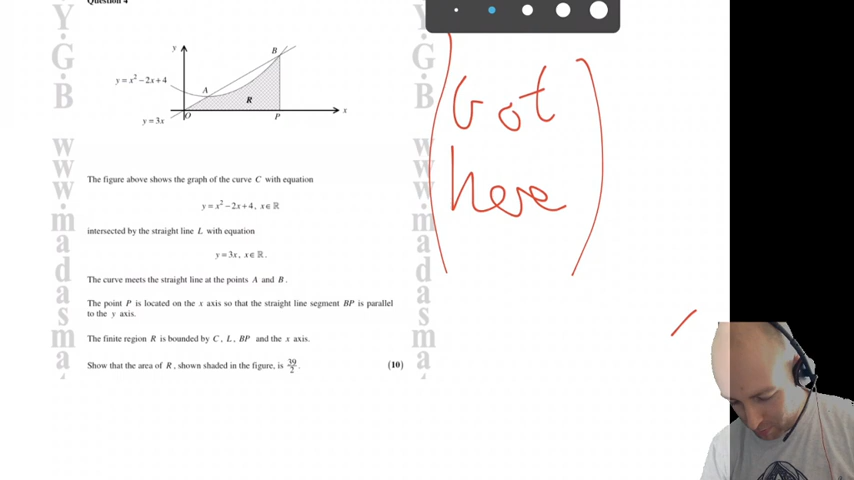 Question 4
y = x² − 2x + 4
y = 3x
y
x
O
A
B
P
R
The figure above shows the graph of the curve C with equation
y = x² − 2x + 4, x ∈ ℝ
intersected by the straight line L with equation
y = 3x, x ∈ ℝ.
The curve meets the straight line at the points A and B.
The point P is located on the x axis so that the straight line segment BP is parallel
to the y axis.
The finite region R is bounded by C, L, BP and the x axis.
Show that the area of R, shown shaded in the figure, is 39/2. (10)
Y.G.B. www.madasma
Y.G.B. www.madasma
(Got
here)